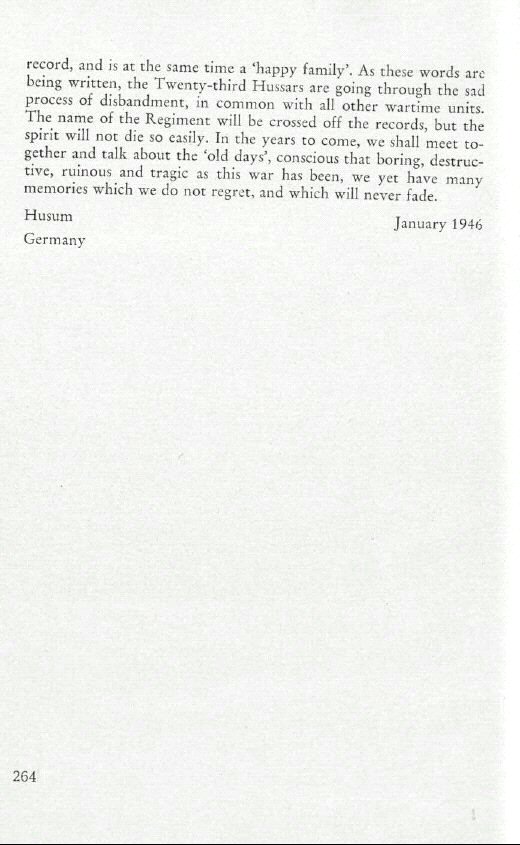 record, and is at the same time a ‘happy family’. As these words are
being written, the Twenty-third Hussars are going through the sad
process of disbandment, in common with all other wartime units.
The name of the Regiment will be crossed off the records, but the
spirit will not die so easily. In the years to come, we shall meet to-
gether and talk about the ‘old days’, conscious that boring, destruc-
tive, ruinous and tragic as this war has been, we yet have many
memories which we do not regret, and which will never fade.
Husum
January 1946
Germany
264